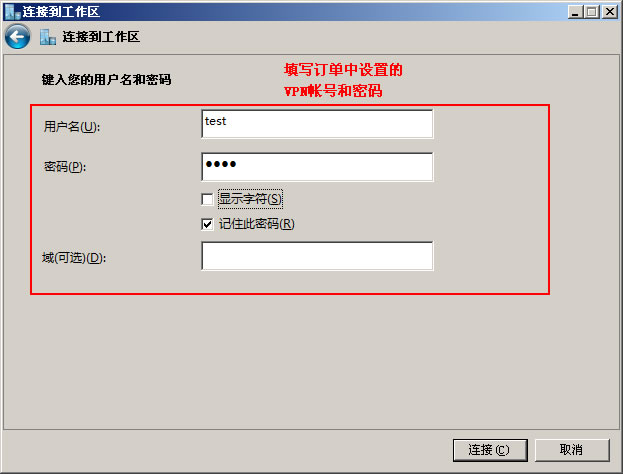 连接到工作区
连接到工作区
键入您的用户名和密码
填写订单中设置的
VPN帐号和密码
用户名(U):
test
密码(P):
●●●●
显示字符(S)
记住此密码(R)
域(可选)(D):
连接(C)
取消